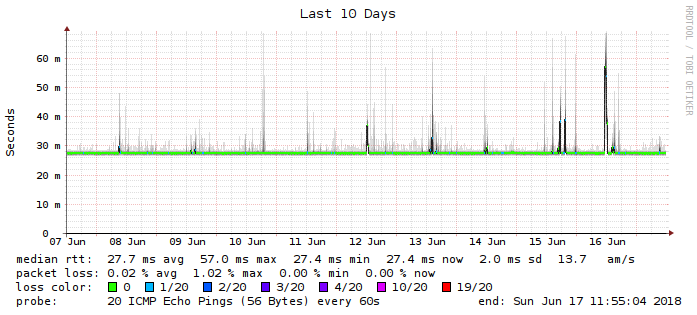 Last 10 Days
RRDTOOL / TOBI OETIKER
Seconds
60 m
50 m
40 m
30 m
20 m
10 m
0
07 Jun 08 Jun 09 Jun 10 Jun 11 Jun 12 Jun 13 Jun 14 Jun 15 Jun 16 Jun
median rtt: 27.7 ms avg 57.0 ms max 27.4 ms min 27.4 ms now 2.0 ms sd 13.7 am/s
packet loss: 0.02 % avg 1.02 % max 0.00 % min 0.00 % now
loss color: 0 1/20 2/20 3/20 4/20 10/20 19/20
probe: 20 ICMP Echo Pings (56 Bytes) every 60s end: Sun Jun 17 11:55:04 2018